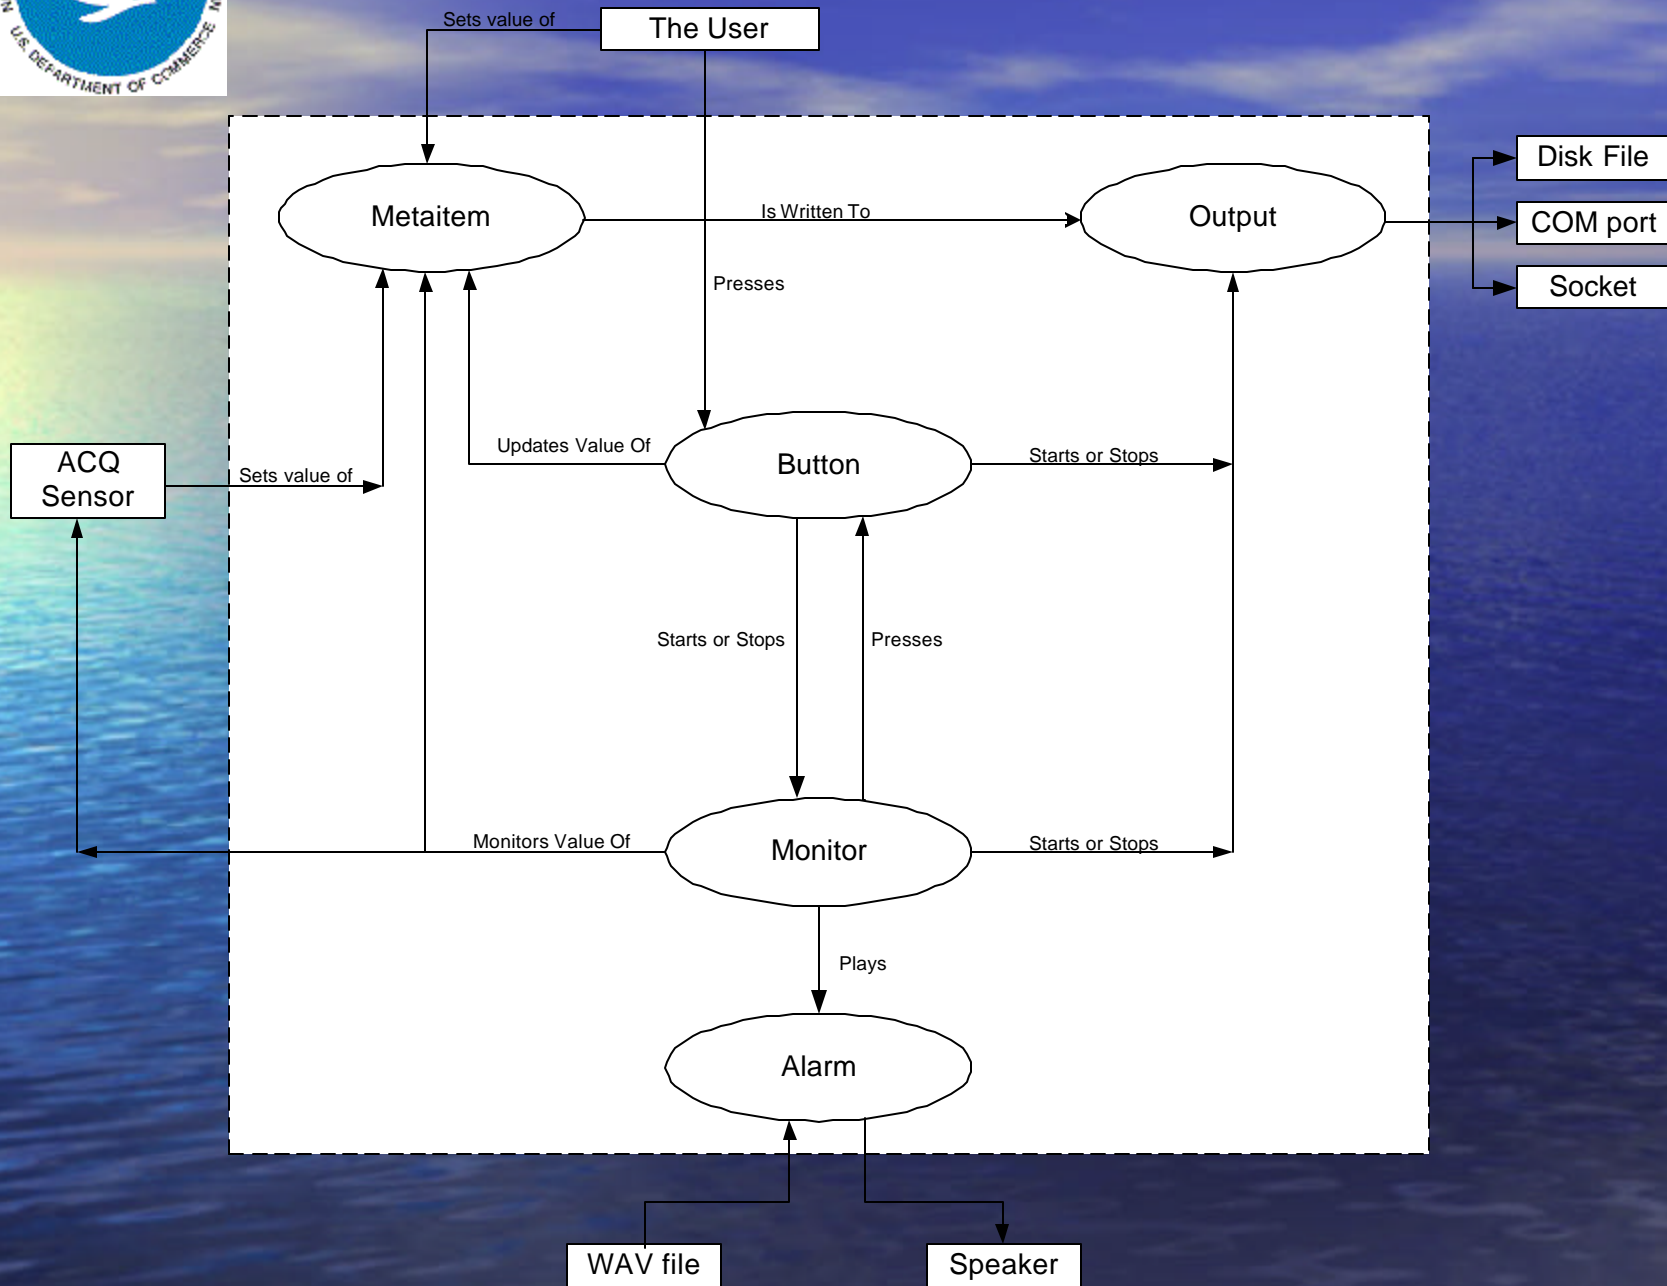 U.S. DEPARTMENT OF COMMERCE
Sets value of
The User
Disk File
Metaitem
Is Written To
Output
COM port
Presses
Socket
Updates Value Of
Button
Starts or Stops
ACQ
Sensor
Sets value of
Starts or Stops
Presses
Monitors Value Of
Monitor
Starts or Stops
Plays
Alarm
WAV file
Speaker